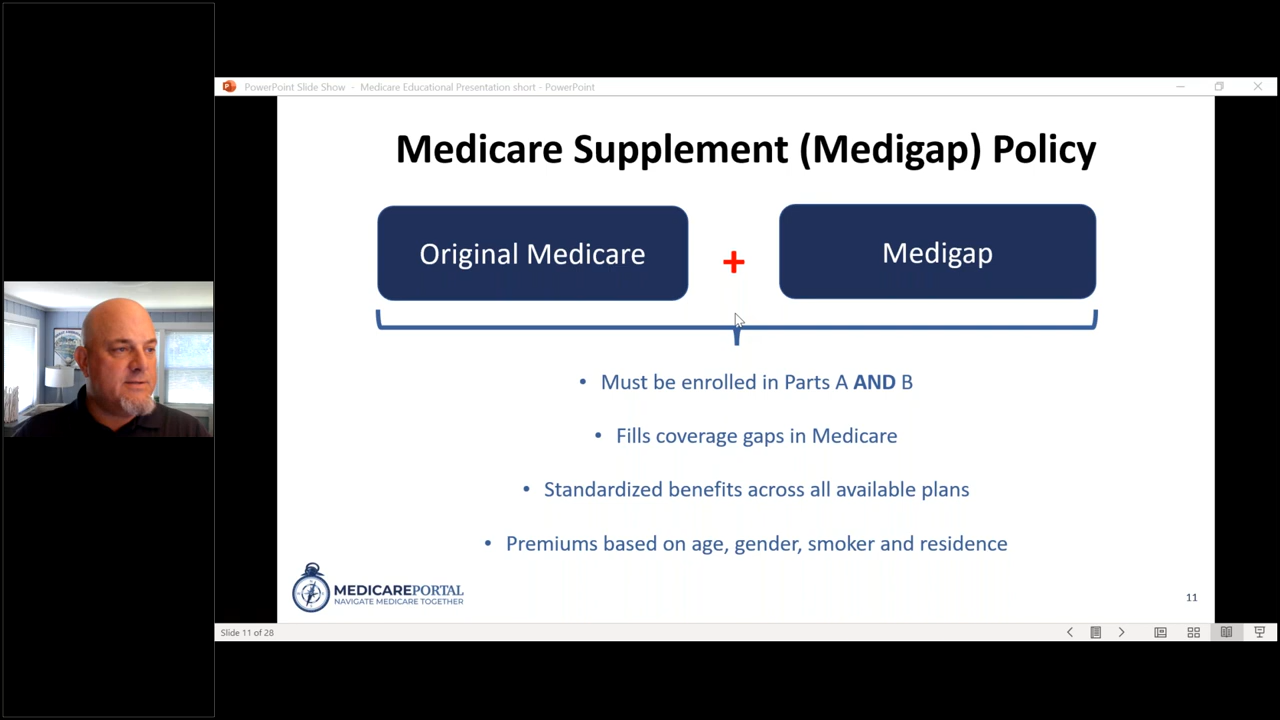 PowerPoint Slide Show - Medicare Educational Presentation short - PowerPoint
Medicare Supplement (Medigap) Policy
Original Medicare
+
Medigap
• Must be enrolled in Parts A AND B
• Fills coverage gaps in Medicare
• Standardized benefits across all available plans
• Premiums based on age, gender, smoker and residence
MEDICAREPORTAL
NAVIGATE MEDICARE TOGETHER
11
Slide 11 of 28